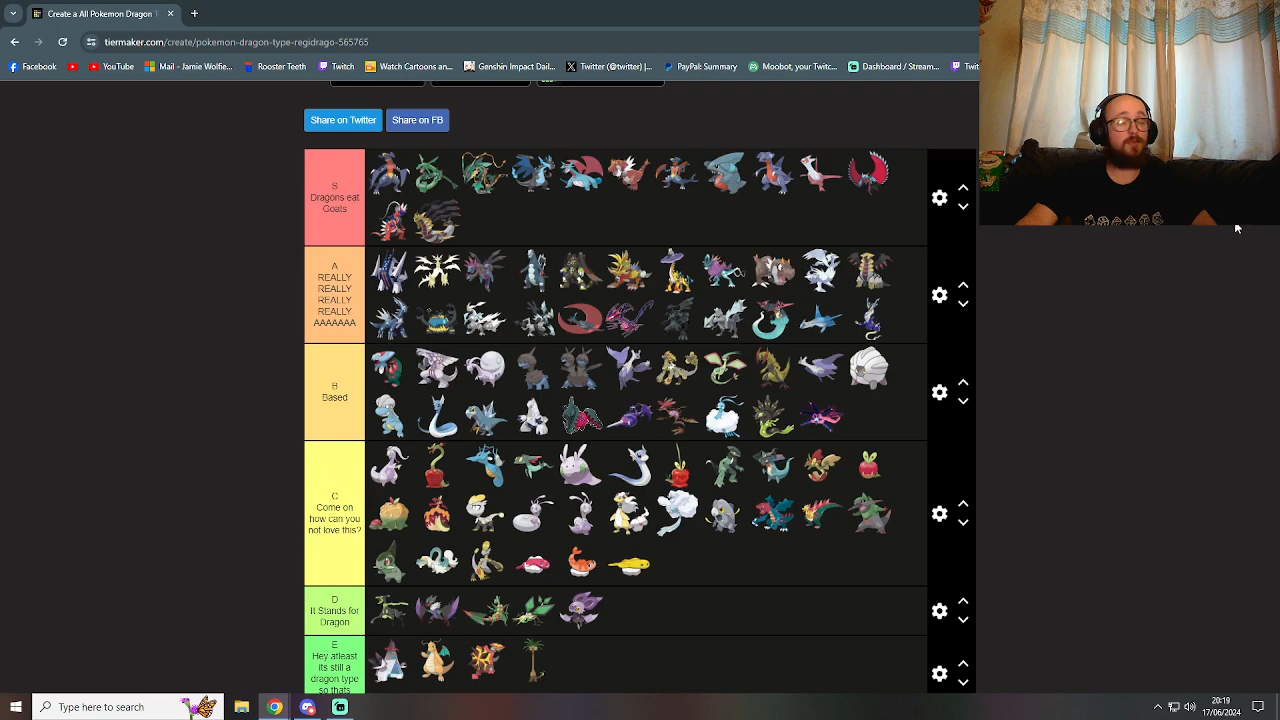 Create a All Pokemon Dragon T
tiermaker.com/create/pokemon-dragon-type-regidrago-565765
Facebook
YouTube
Mail - Jamie Wolfe...
Rooster Teeth
Twitch
Watch Cartoons an...
Genshin Impact Dail...
Twitter (@twitter) |...
PayPal Summary
Mobot, your Twitc...
Dashboard / Stream...
Twit
Share on Twitter
Share on FB
S
Dragons eat
Goats
A
REALLY
REALLY
REALLY
REALLY
AAAAAAA
B
Based
C
Come on
how can you
not love this?
D
It Stands for
Dragon
E
Hey atleast
its still a
dragon type
so thats
Type here to search
20:19
17/06/2024